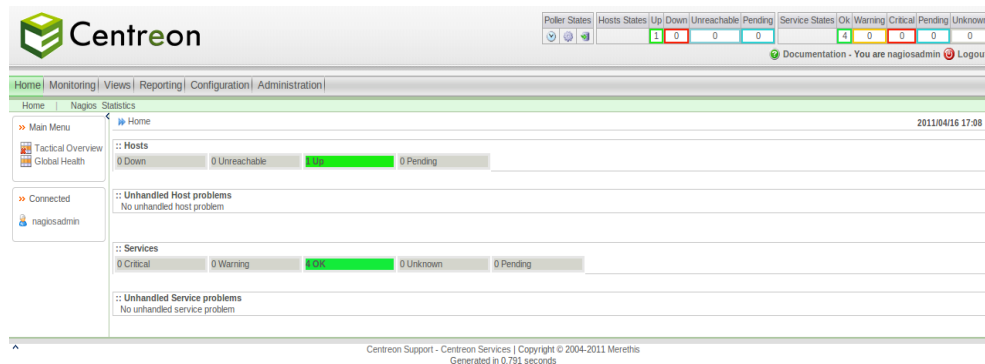 Centreon
Poller States Hosts States Up Down Unreachable Pending Service States Ok Warning Critical Pending Unknown
1 0 0 0 4 0 0 0 0
Documentation - You are nagiosadmin Logou
Home Monitoring Views Reporting Configuration Administration
Home | Nagios Statistics
Main Menu
Tactical Overview
Global Health
Connected
nagiosadmin
Home 2011/04/16 17:08
:: Hosts
0 Down 0 Unreachable 1 Up 0 Pending
:: Unhandled Host problems
No unhandled host problem
:: Services
0 Critical 0 Warning 4 OK 0 Unknown 0 Pending
:: Unhandled Service problems
No unhandled service problem
Centreon Support - Centreon Services | Copyright © 2004-2011 Merethis
Generated in 0.791 seconds